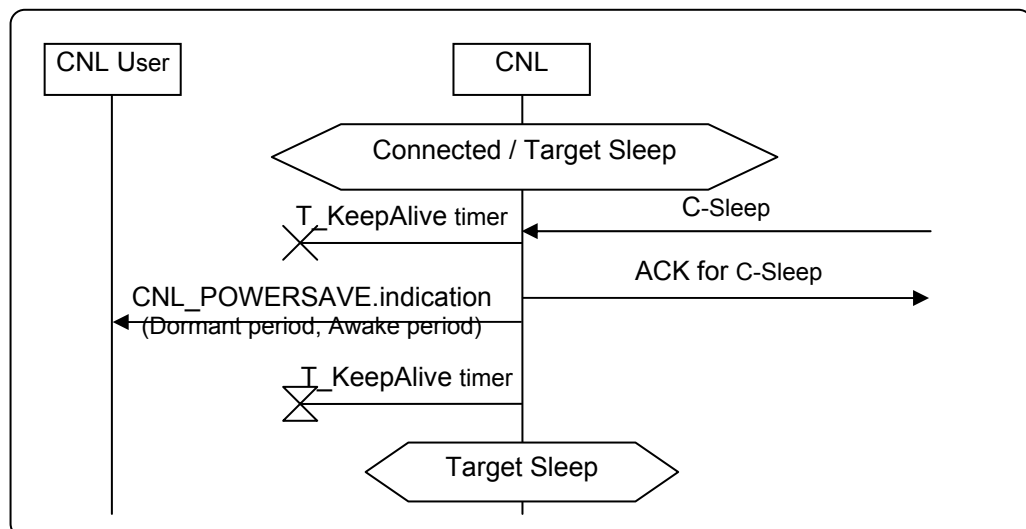 CNL User
CNL
Connected / Target Sleep
T_KeepAlive timer
C-Sleep
ACK for C-Sleep
CNL_POWERSAVE.indication
(Dormant period, Awake period)
T_KeepAlive timer
Target Sleep